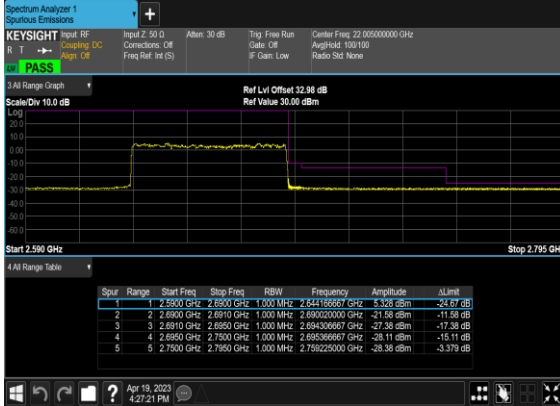 Spectrum Analyzer 1
Spurious Emissions
+
KEYSIGHT Input: RF Input Z: 50 Ω Atten: 30 dB Trig: Free Run Center Freq: 22.005000000 GHz
R T Coupling: DC Corrections: Off Gate: Off Avg|Hold: 100/100
Align: Off Freq Ref: Int (S) IF Gain: Low Radio Std: None
PASS
3 All Range Graph Ref Lvl Offset 32.98 dB
Scale/Div 10.0 dB Ref Value 30.00 dBm
Log
20.0
10.0
0.00
-10.0
-20.0
-30.0
-40.0
-50.0
-60.0
Start 2.590 GHz Stop 2.795 GH
4 All Range Table
Spur Range Start Freq Stop Freq RBW Frequency Amplitude ΔLimit
1 1 2.5900 GHz 2.6900 GHz 1.000 MHz 2.644166667 GHz 5.328 dBm -24.67 dB
2 2 2.6900 GHz 2.6910 GHz 1.000 MHz 2.690020000 GHz -21.58 dBm -11.58 dB
3 3 2.6910 GHz 2.6950 GHz 1.000 MHz 2.694306667 GHz -27.38 dBm -17.38 dB
4 4 2.6950 GHz 2.7500 GHz 1.000 MHz 2.695366667 GHz -28.11 dBm -15.11 dB
5 5 2.7500 GHz 2.7950 GHz 1.000 MHz 2.759225000 GHz -28.38 dBm -3.379 dB
? Apr 19, 2023
4:27:21 PM